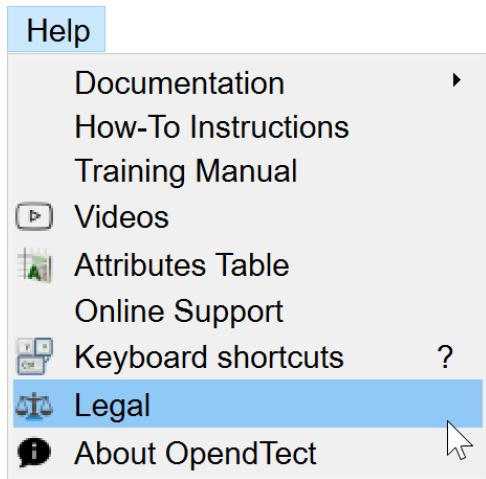 Help
Documentation
How-To Instructions
Training Manual
Videos
Attributes Table
Online Support
Keyboard shortcuts ?
Legal
About OpendTect